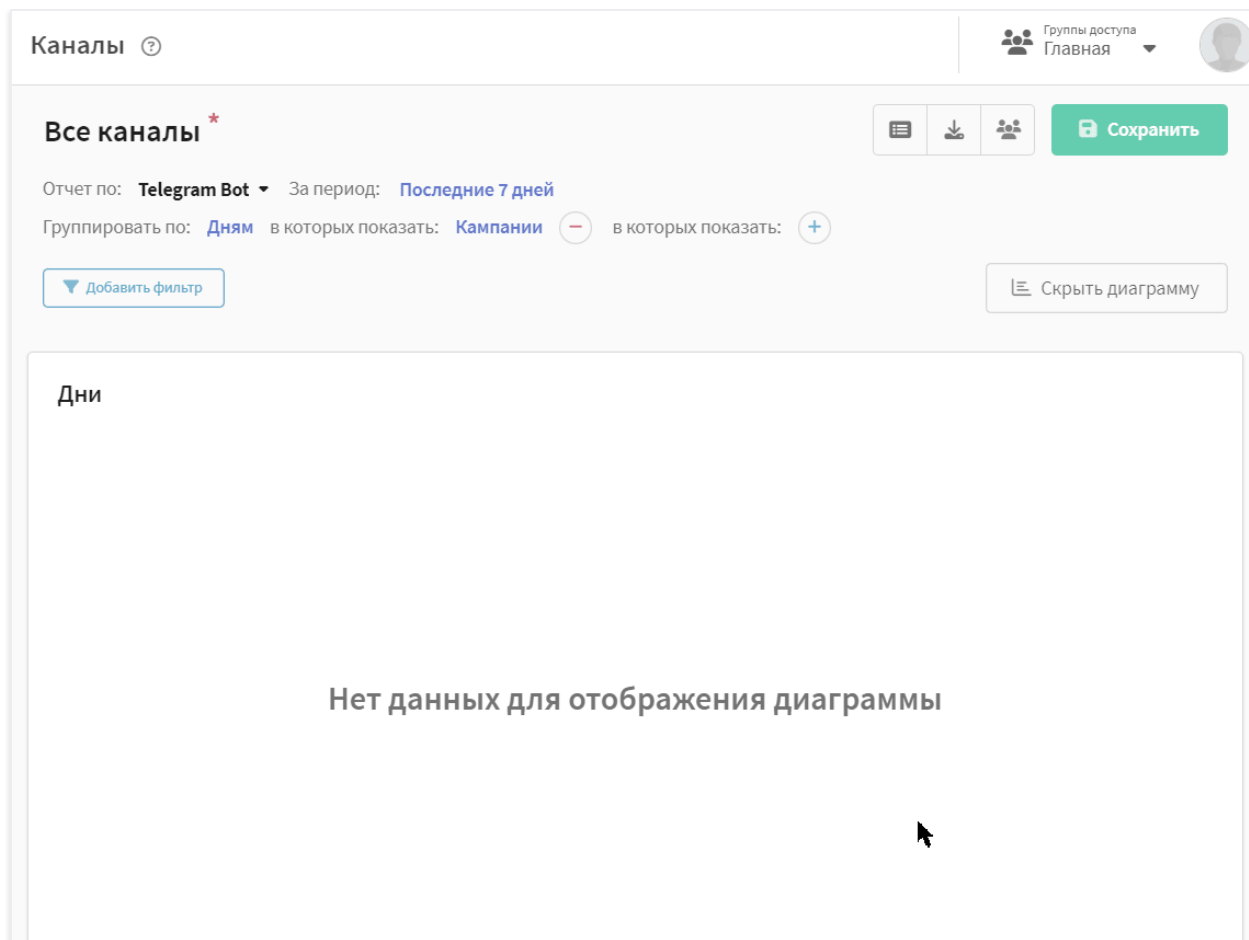 Каналы ?
Группы доступа
Главная
Все каналы *
Сохранить
Отчет по: Telegram Bot За период: Последние 7 дней
Группировать по: Дням в которых показать: Кампании − в которых показать: +
Добавить фильтр
Скрыть диаграмму
Дни
Нет данных для отображения диаграммы